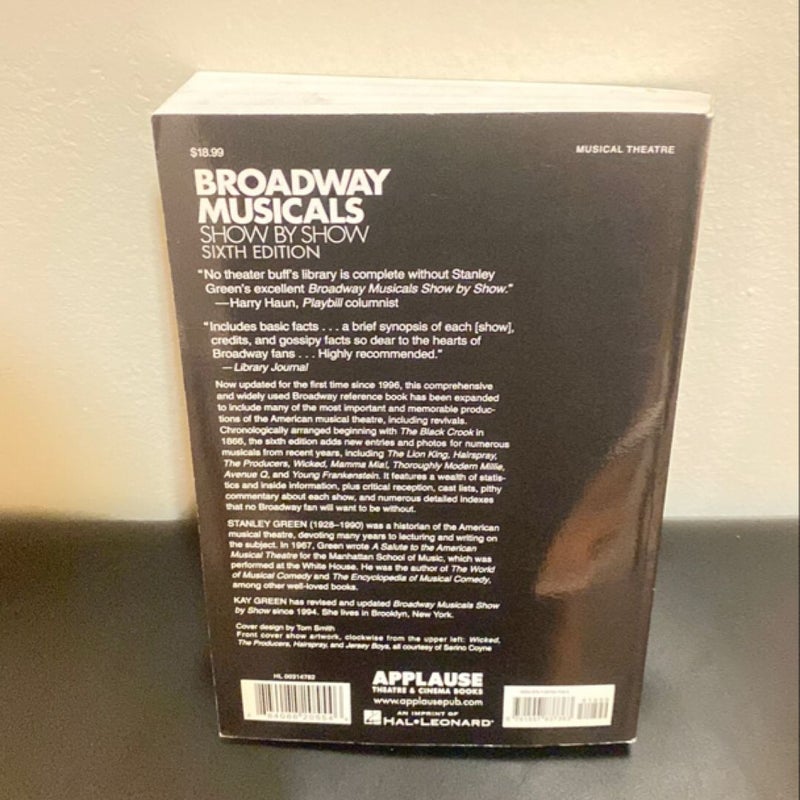 $18.99
MUSICAL THEATRE
BROADWAY
MUSICALS
SHOW BY SHOW
SIXTH EDITION
"No theater buff's library is complete without Stanley
Green's excellent Broadway Musicals Show by Show."
—Harry Haun, Playbill columnist
"Includes basic facts . . . a brief synopsis of each [show],
credits, and gossipy facts so dear to the hearts of
Broadway fans . . . Highly recommended."
—Library Journal
Now updated for the first time since 1996, this comprehensive
and widely used Broadway reference book has been expanded
to include many of the most important and memorable produc-
tions of the American musical theatre, including revivals.
Chronologically arranged beginning with The Black Crook in
1866, the sixth edition adds new entries and photos for numerous
musicals from recent years, including The Lion King, Hairspray,
The Producers, Wicked, Mamma Mia!, Thoroughly Modern Millie,
Avenue Q, and Young Frankenstein. It features a wealth of statis-
tics and inside information, plus critical reception, cast lists, pithy
commentary about each show, and numerous detailed indexes
that no Broadway fan will want to be without.
STANLEY GREEN (1928–1990) was a historian of the American
musical theatre, devoting many years to lecturing and writing on
the subject. In 1967, Green wrote A Salute to the American
Musical Theatre for the Manhattan School of Music, which was
performed at the White House. He was the author of The World
of Musical Comedy and The Encyclopedia of Musical Comedy,
among other well-loved books.
KAY GREEN has revised and updated Broadway Musicals Show
by Show since 1994. She lives in Brooklyn, New York.
Cover design by Tom Smith
Front cover show artwork, clockwise from the upper left: Wicked,
The Producers, Hairspray, and Jersey Boys, all courtesy of Serino Coyne
HL 00314782
APPLAUSE
THEATRE & CINEMA BOOKS
www.applausepub.com
AN IMPRINT OF
HAL•LEONARD®